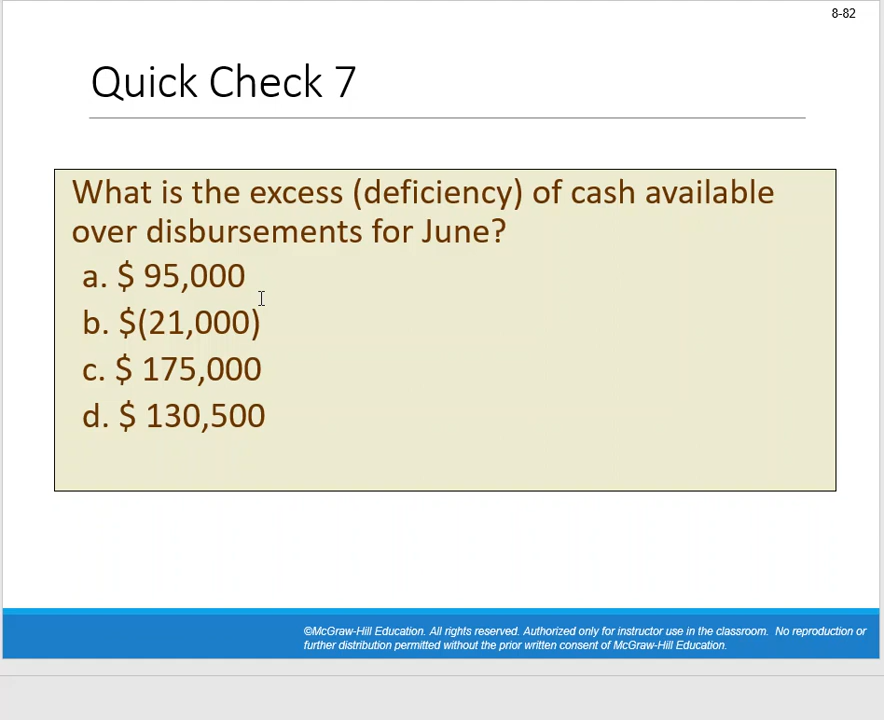 8-82
Quick Check 7
What is the excess (deficiency) of cash available
over disbursements for June?
a. $ 95,000
b. $(21,000)
c. $ 175,000
d. $ 130,500
©McGraw-Hill Education. All rights reserved. Authorized only for instructor use in the classroom. No reproduction or
further distribution permitted without the prior written consent of McGraw-Hill Education.